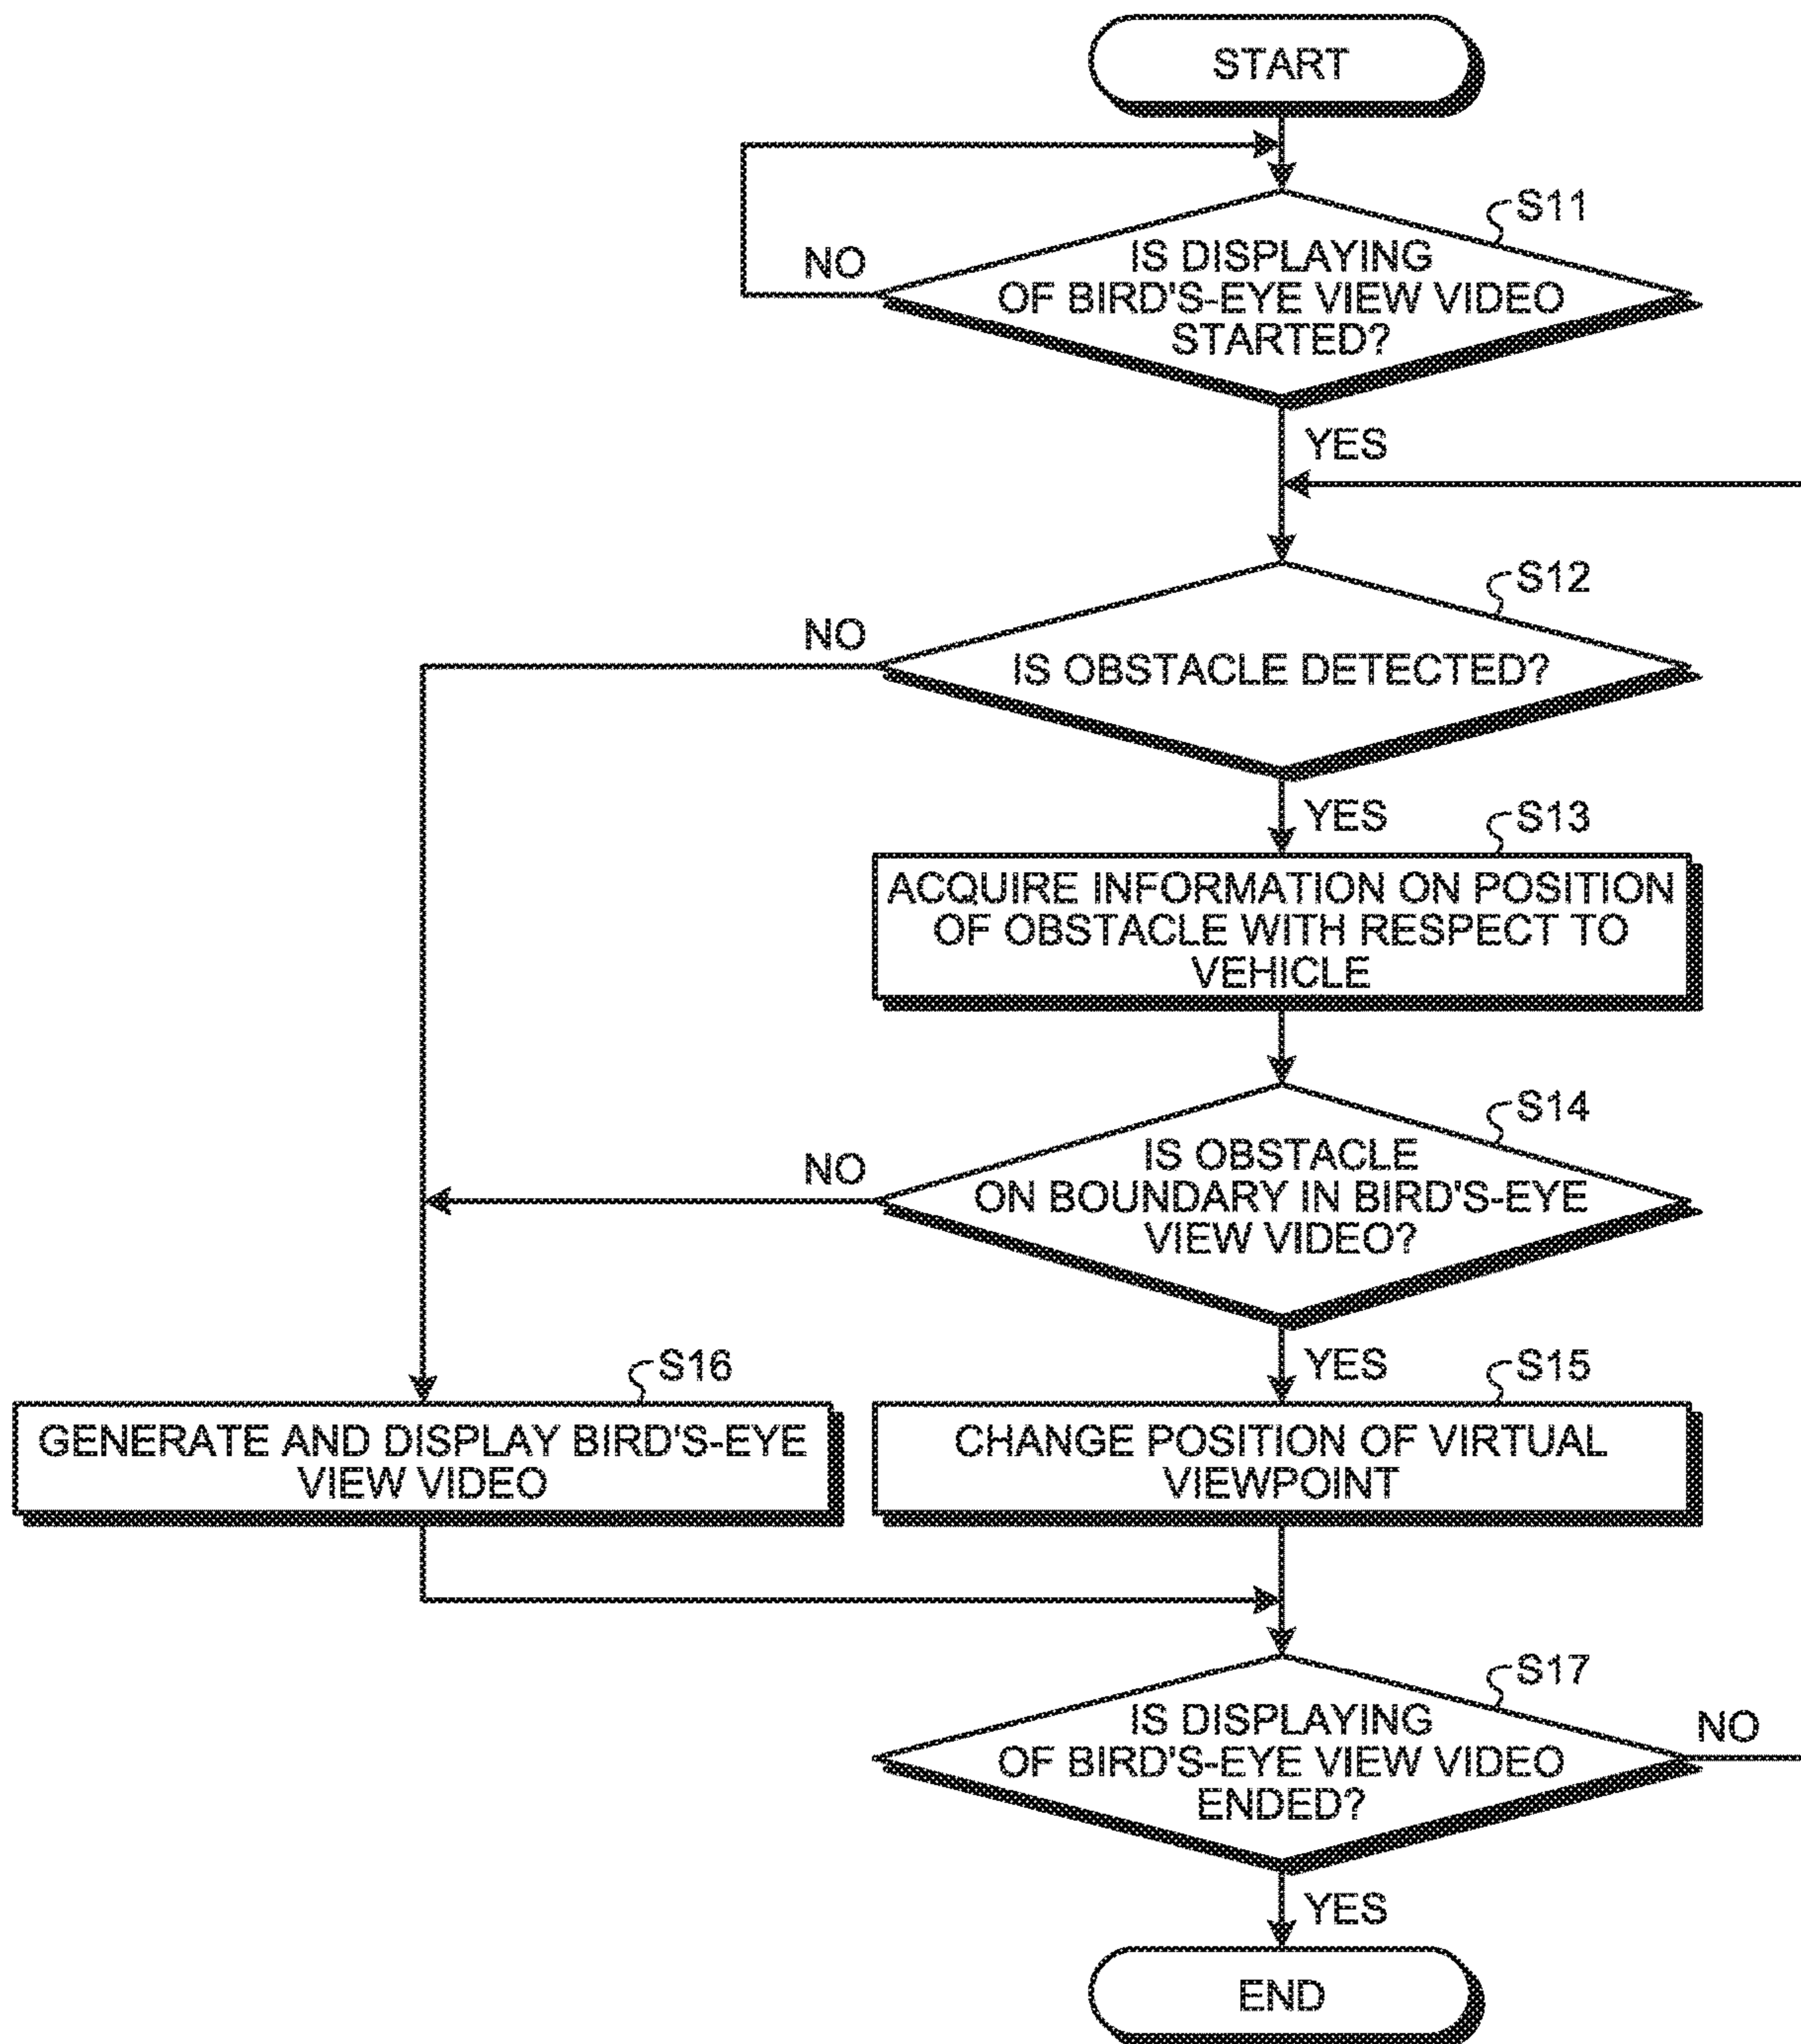 START
S11
IS DISPLAYING
OF BIRD'S-EYE VIEW VIDEO
STARTED?
NO
YES
S12
IS OBSTACLE DETECTED?
NO
YES
S13
ACQUIRE INFORMATION ON POSITION
OF OBSTACLE WITH RESPECT TO
VEHICLE
S14
IS OBSTACLE
ON BOUNDARY IN BIRD'S-EYE
VIEW VIDEO?
NO
YES
S16
GENERATE AND DISPLAY BIRD'S-EYE
VIEW VIDEO
S15
CHANGE POSITION OF VIRTUAL
VIEWPOINT
S17
IS DISPLAYING
OF BIRD'S-EYE VIEW VIDEO
ENDED?
NO
YES
END